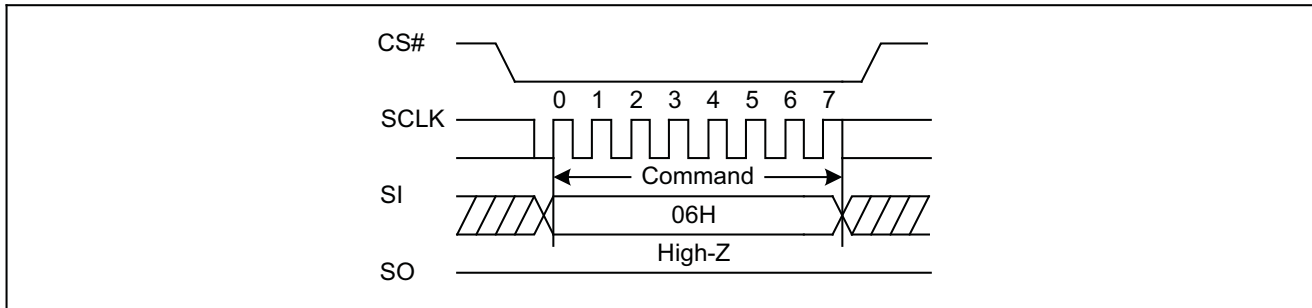 CS#
0 1 2 3 4 5 6 7
SCLK
Command
SI
06H
High-Z
SO